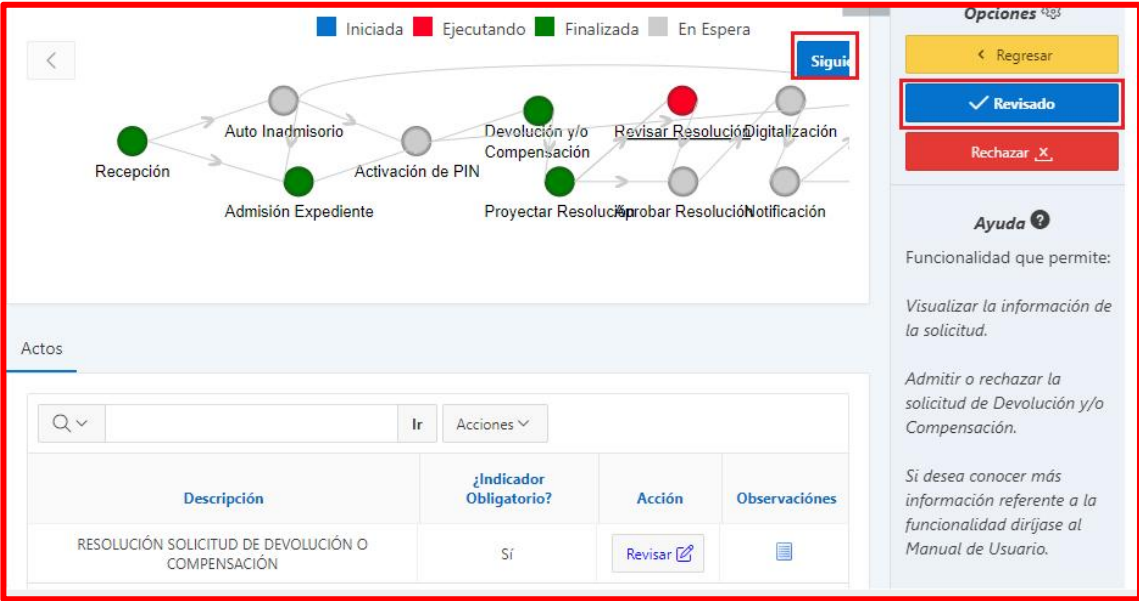 Iniciada Ejecutando Finalizada En Espera
Siguie
Auto Inadmisorio
Devolución y/o
Compensación
Revisar Resolución
Digitalización
Recepción
Activación de PIN
Admisión Expediente
Proyectar Resolución
Aprobar Resolución
Notificación
Actos
Ir
Acciones
Descripción
¿Indicador
Obligatorio?
Acción
Observaciónes
RESOLUCIÓN SOLICITUD DE DEVOLUCIÓN O
COMPENSACIÓN
Sí
Revisar
Opciones
Regresar
Revisado
Rechazar
Ayuda
Funcionalidad que permite:
Visualizar la información de
la solicitud.
Admitir o rechazar la
solicitud de Devolución y/o
Compensación.
Si desea conocer más
información referente a la
funcionalidad diríjase al
Manual de Usuario.